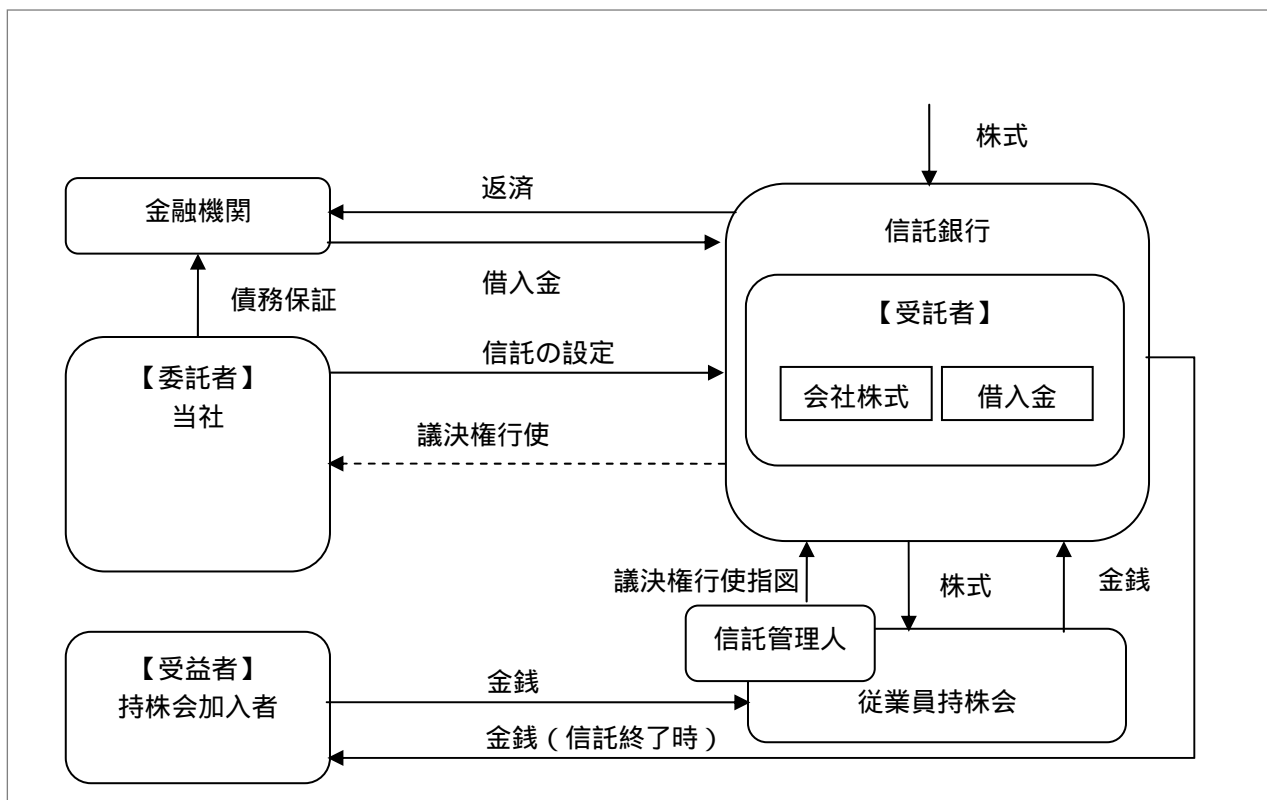 株式
返済
金融機関
信託銀行
借入金
債務保証
【受託者】
信託の設定
【委託者】
当社
会社株式
借入金
議決権行使
議決権行使指図
株式
金銭
信託管理人
【受益者】
持株会加入者
金銭
従業員持株会
金銭（信託終了時）